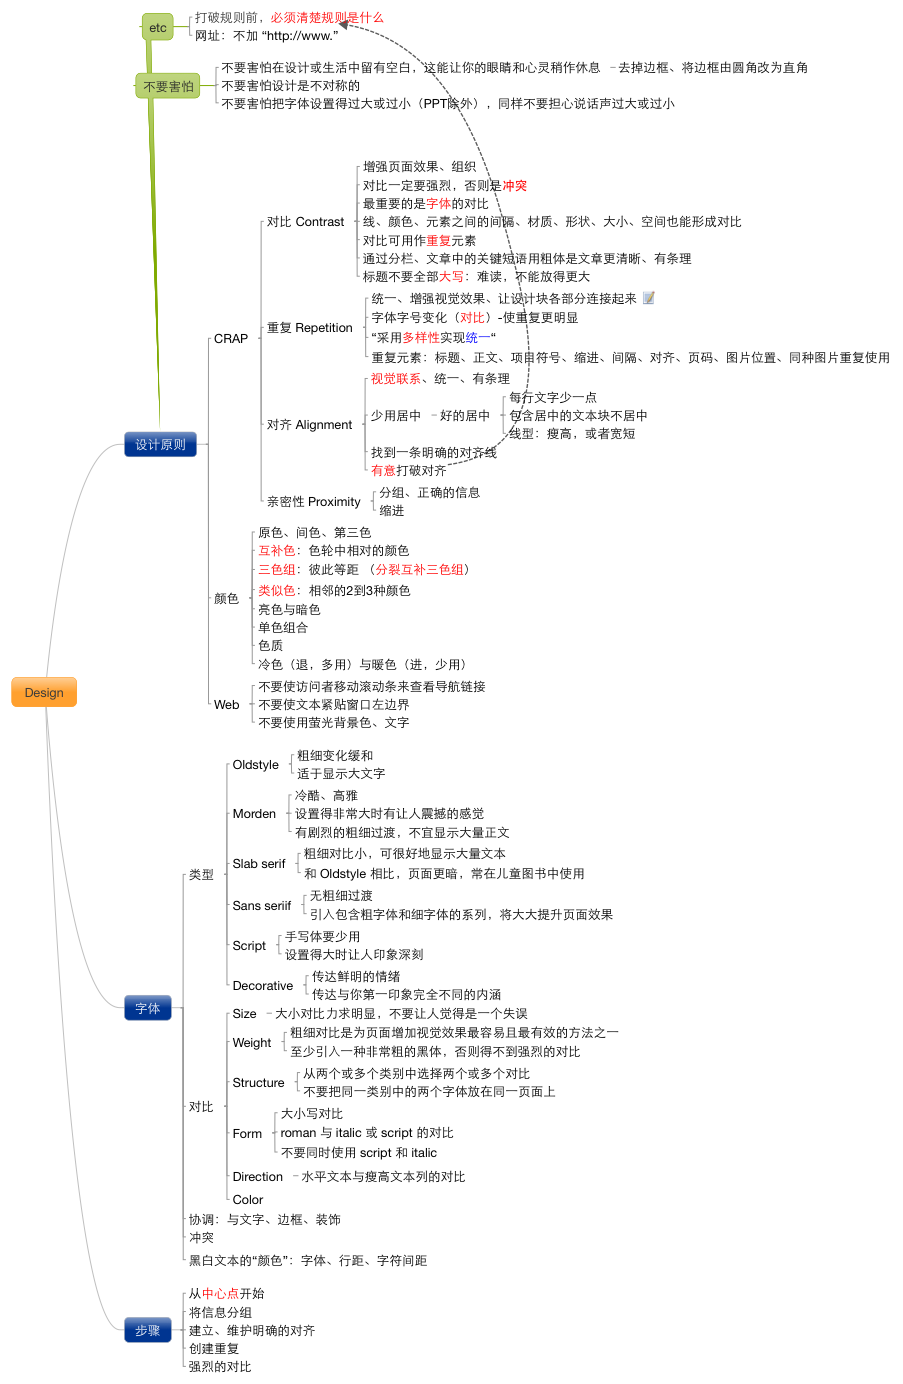 etc
打破规则前，必须清楚规则是什么
网址：不加 “http://www.”
不要害怕
不要害怕在设计或生活中留有空白，这能让你的眼睛和心灵稍作休息
去掉边框、将边框由圆角改为直角
不要害怕设计是不对称的
不要害怕把字体设置得过大或过小（PPT除外），同样不要担心说话声过大或过小
Design
设计原则
CRAP
对比 Contrast
增强页面效果、组织
对比一定要强烈，否则是冲突
最重要的是字体的对比
线、颜色、元素之间的间隔、材质、形状、大小、空间也能形成对比
对比可用作重复元素
通过分栏、文章中的关键短语用粗体是文章更清晰、有条理
标题不要全部大写：难读，不能放得更大
重复 Repetition
统一、增强视觉效果、让设计块各部分连接起来
字体字号变化（对比）-使重复更明显
“采用多样性实现统一“
重复元素：标题、正文、项目符号、缩进、间隔、对齐、页码、图片位置、同种图片重复使用
对齐 Alignment
视觉联系、统一、有条理
少用居中
好的居中
每行文字少一点
包含居中的文本块不居中
线型：瘦高，或者宽短
找到一条明确的对齐线
有意打破对齐
亲密性 Proximity
分组、正确的信息
缩进
颜色
原色、间色、第三色
互补色：色轮中相对的颜色
三色组：彼此等距 （分裂互补三色组）
类似色：相邻的2到3种颜色
亮色与暗色
单色组合
色质
冷色（退，多用）与暖色（进，少用）
Web
不要使访问者移动滚动条来查看导航链接
不要使文本紧贴窗口左边界
不要使用萤光背景色、文字
字体
类型
Oldstyle
粗细变化缓和
适于显示大文字
Morden
冷酷、高雅
设置得非常大时有让人震撼的感觉
有剧烈的粗细过渡，不宜显示大量正文
Slab serif
粗细对比小，可很好地显示大量文本
和 Oldstyle 相比，页面更暗，常在儿童图书中使用
Sans seriif
无粗细过渡
引入包含粗字体和细字体的系列，将大大提升页面效果
Script
手写体要少用
设置得大时让人印象深刻
Decorative
传达鲜明的情绪
传达与你第一印象完全不同的内涵
对比
Size
大小对比力求明显，不要让人觉得是一个失误
Weight
粗细对比是为页面增加视觉效果最容易且最有效的方法之一
至少引入一种非常粗的黑体，否则得不到强烈的对比
Structure
从两个或多个类别中选择两个或多个对比
不要把同一类别中的两个字体放在同一页面上
Form
大小写对比
roman 与 italic 或 script 的对比
不要同时使用 script 和 italic
Direction
水平文本与瘦高文本列的对比
Color
协调：与文字、边框、装饰
冲突
黑白文本的“颜色”：字体、行距、字符间距
步骤
从中心点开始
将信息分组
建立、维护明确的对齐
创建重复
强烈的对比